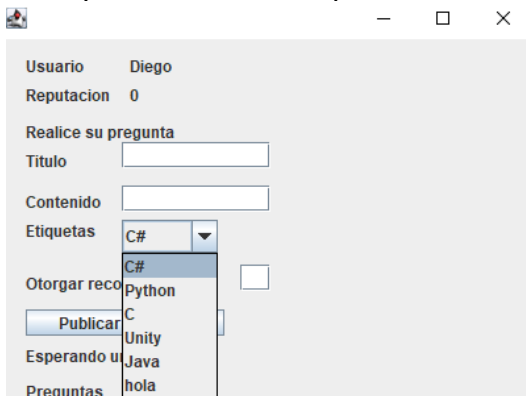 Usuario Diego
Reputacion 0
Realice su pregunta
Titulo
Contenido
Etiquetas C#
C#
Otorgar reco
Python
Publicar
C
Unity
Esperando u
Java
Preguntas
hola